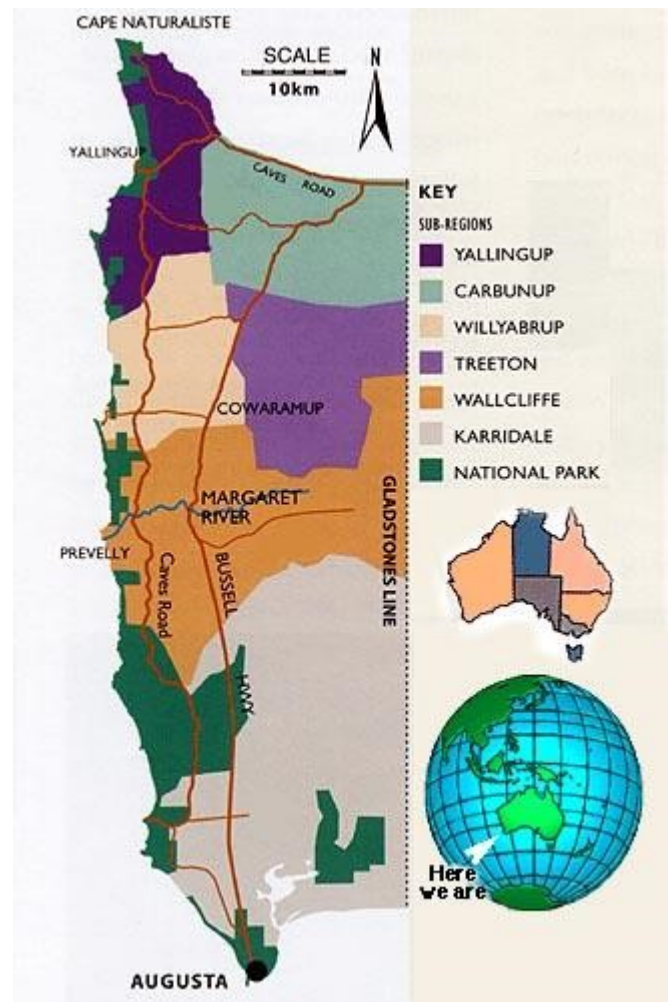 CAPE NATURALISTE
SCALE
10km
N
YALLINGUP
CAVES ROAD
KEY
SUB-REGIONS
YALLINGUP
CARBUNUP
WILLYABRUP
TREETON
WALLCLIFFE
KARRIDALE
NATIONAL PARK
COWARAMUP
MARGARET
RIVER
PREVELLY
Caves Road
BUSSELL
HWY
GLADSTONES LINE
Here
we are
AUGUSTA